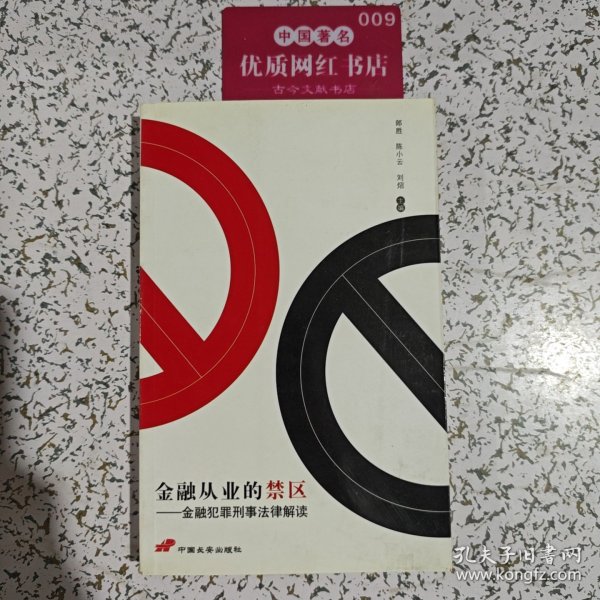 009
中国著名
优质网红书店
古今文献书店
郎胜 陈小云 刘炤 主编
金融从业的禁区
——金融犯罪刑事法律解读
中国长安出版社
孔夫子旧书网
www.kongfz.com